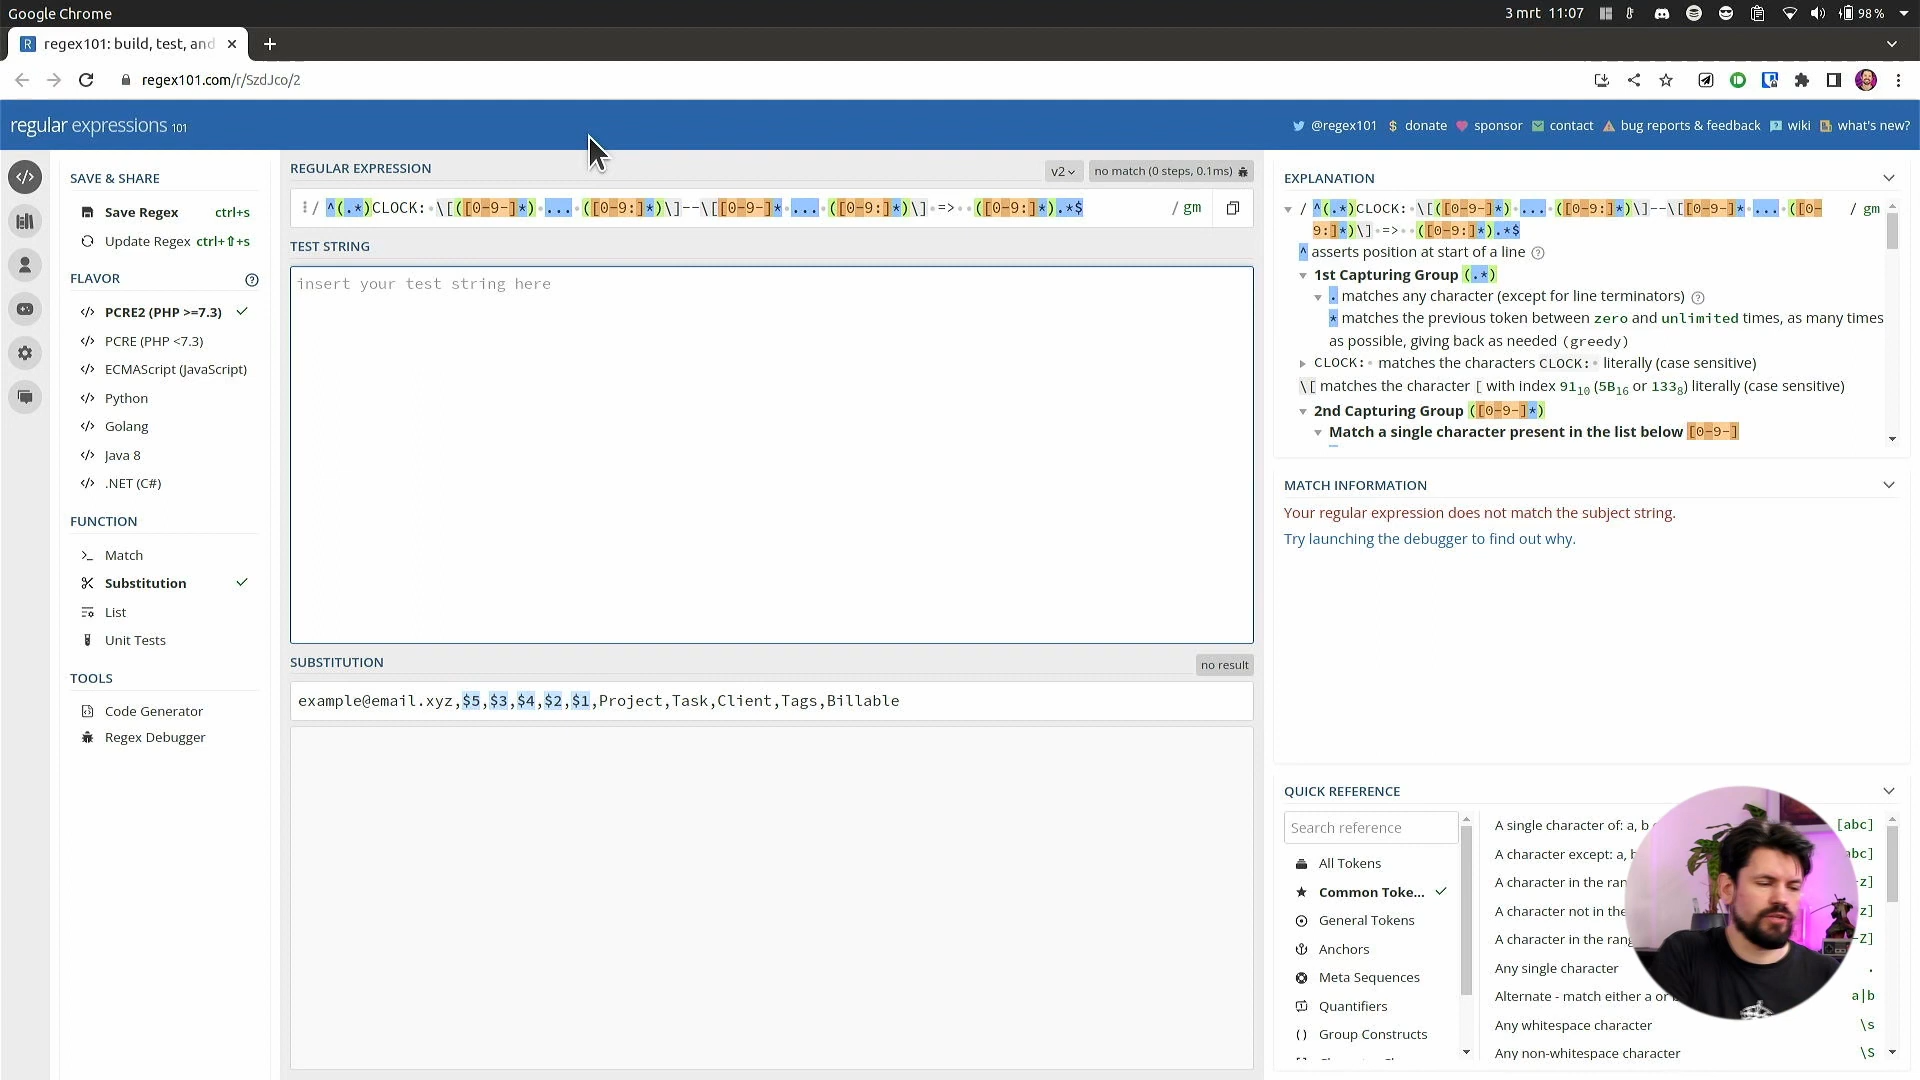 Google Chrome
3 mrt 11:07
98 %
regex101: build, test, and
regex101.com/r/SzdJco/2
regular expressions 101
@regex101
donate
sponsor
contact
bug reports & feedback
wiki
what's new?
SAVE & SHARE
Save Regex ctrl+s
Update Regex ctrl+⇧+s
FLAVOR
PCRE2 (PHP >=7.3)
PCRE (PHP <7.3)
ECMAScript (JavaScript)
Python
Golang
Java 8
.NET (C#)
FUNCTION
Match
Substitution
List
Unit Tests
TOOLS
Code Generator
Regex Debugger
REGULAR EXPRESSION
v2
no match (0 steps, 0.1ms)
/ ^(.*)CLOCK:·\[([0-9-]*)·...·([0-9:]*)\]--\[[0-9-]*·...·([0-9:]*)\]·=>··([0-9:]*).*$ / gm
TEST STRING
insert your test string here
SUBSTITUTION
no result
example@email.xyz,$5,$3,$4,$2,$1,Project,Task,Client,Tags,Billable
EXPLANATION
/ ^(.*)CLOCK:·\[([0-9-]*)·...·([0-9:]*)\]--\[[0-9-]*·...·([0- / gm
9:]*)\]·=>··([0-9:]*).*$
^ asserts position at start of a line
1st Capturing Group (.*)
. matches any character (except for line terminators)
* matches the previous token between zero and unlimited times, as many times
as possible, giving back as needed (greedy)
CLOCK:· matches the characters CLOCK:· literally (case sensitive)
\[ matches the character [ with index 91₁₀ (5B₁₆ or 133₈) literally (case sensitive)
2nd Capturing Group ([0-9-]*)
Match a single character present in the list below [0-9-]
MATCH INFORMATION
Your regular expression does not match the subject string.
Try launching the debugger to find out why.
QUICK REFERENCE
Search reference
All Tokens
Common Toke...
General Tokens
Anchors
Meta Sequences
Quantifiers
Group Constructs
A single character of: a, b [abc]
A character except: a, b bc]
A character in the ran z]
A character not in the z]
A character in the rang -Z]
Any single character .
Alternate - match either a or a|b
Any whitespace character \s
Any non-whitespace character \S